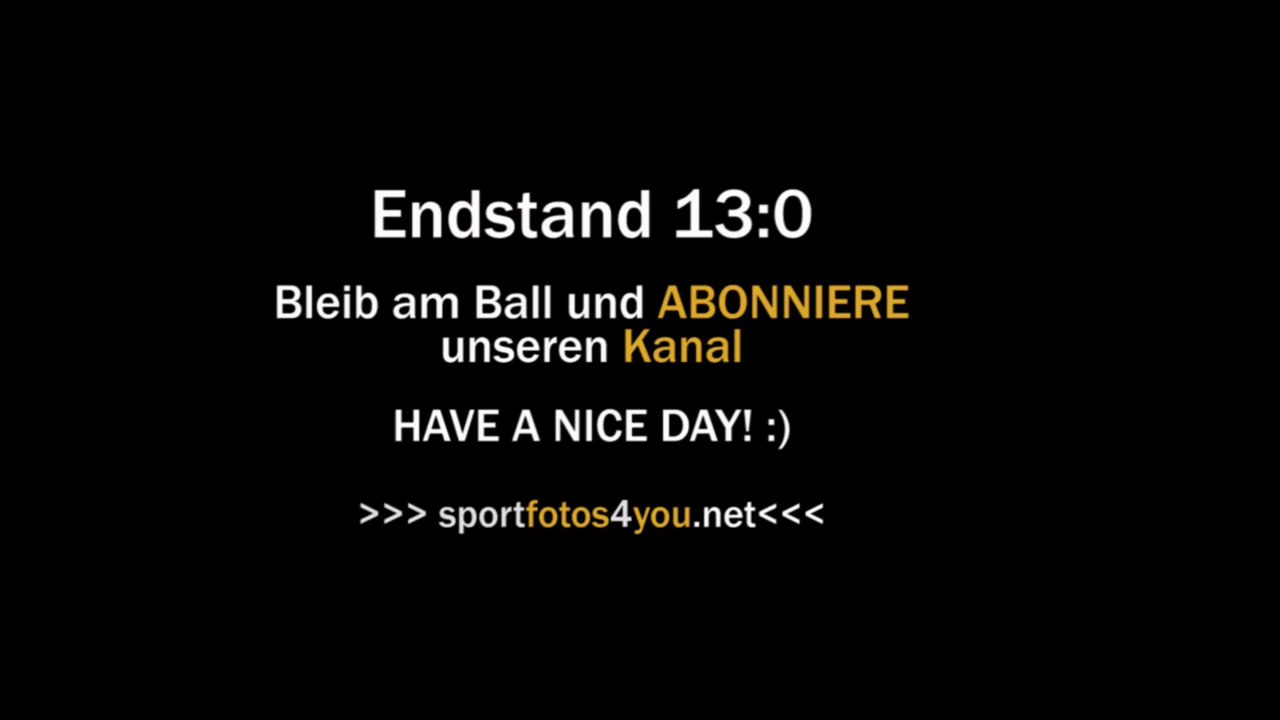 Endstand 13:0
Bleib am Ball und ABONNIERE
unseren Kanal
HAVE A NICE DAY! :)
>>> sportfotos4you.net<<<